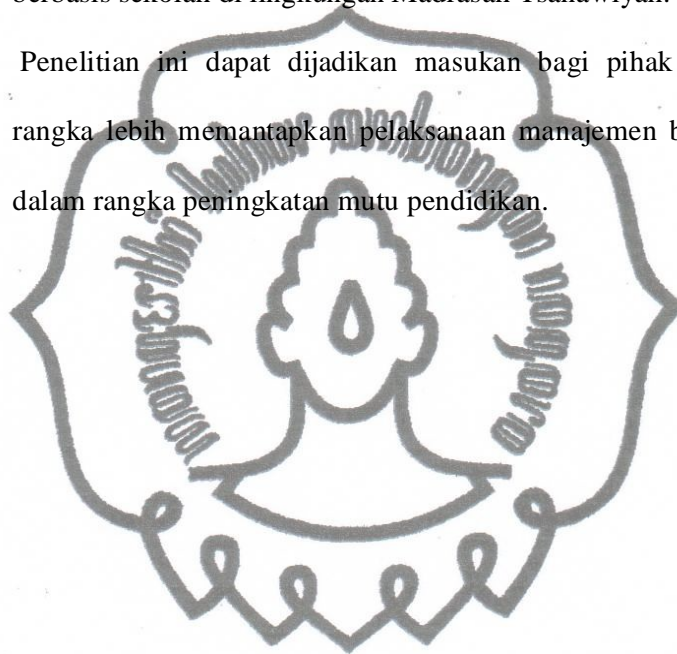 berbasis sekolah di lingkungan Madrasah Tsanawiyah.
Penelitian ini dapat dijadikan masukan bagi pihak
rangka lebih memantapkan pelaksanaan manajemen b
dalam rangka peningkatan mutu pendidikan.